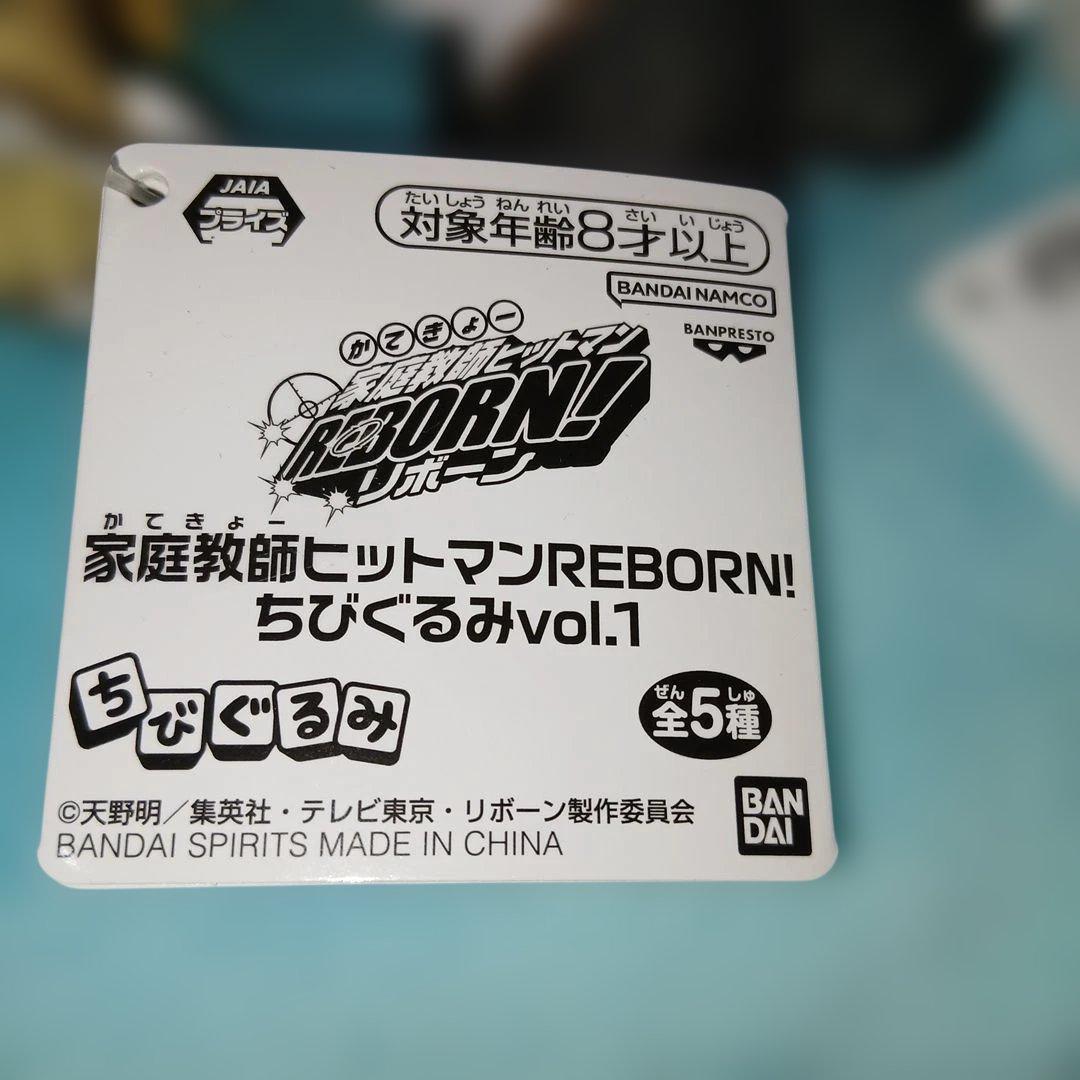 JAIA
プライズ
たいしょうねんれい さいいじょう
対象年齢8才以上
BANDAI NAMCO
BANPRESTO
かてきょー
家庭教師ヒットマン
REBORN!
リボーン
かてきょー
家庭教師ヒットマンREBORN!
ちびぐるみvol.1
ちびぐるみ
ぜん しゅ
全5種
©天野明／集英社・テレビ東京・リボーン製作委員会
BANDAI SPIRITS MADE IN CHINA
BAN
DAI